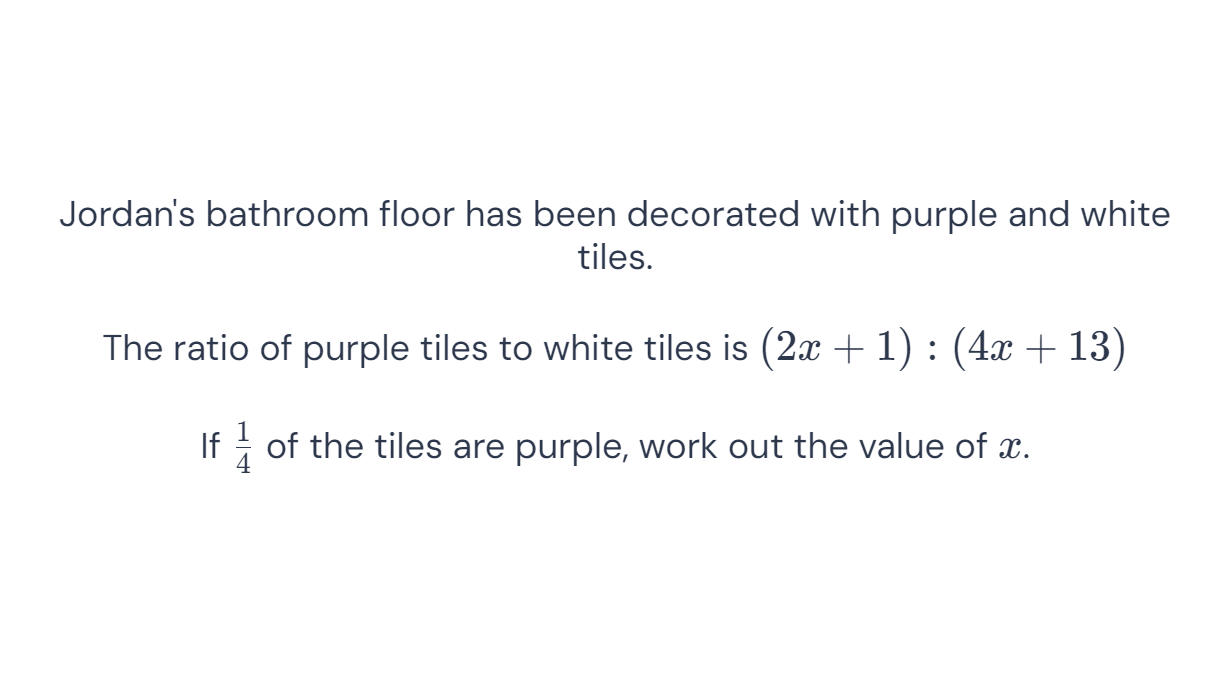 Jordan's bathroom floor has been decorated with purple and white
tiles.
The ratio of purple tiles to white tiles is (2x + 1) : (4x + 13)
If 1/4 of the tiles are purple, work out the value of x.